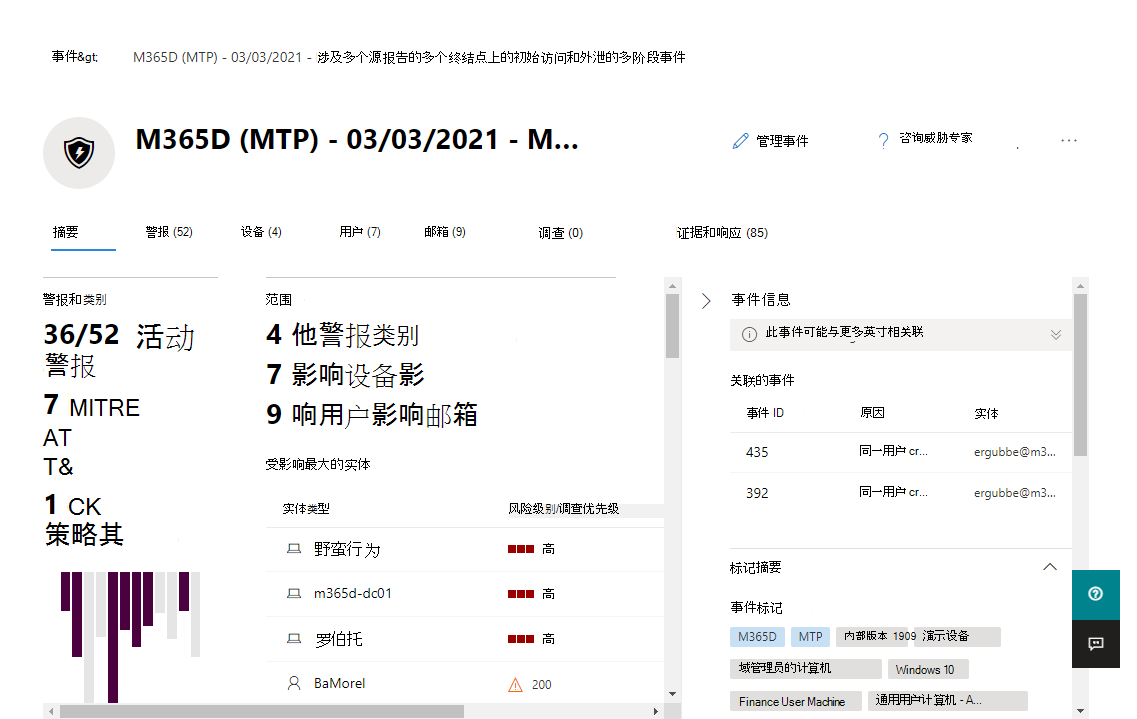 事件&gt;
M365D (MTP) - 03/03/2021 - 涉及多个源报告的多个终结点上的初始访问和外泄的多阶段事件
M365D (MTP) - 03/03/2021 - M...
管理事件
? 咨询威胁专家
...
摘要
警报 (52)
设备 (4)
用户 (7)
邮箱 (9)
调查 (0)
证据和响应 (85)
警报和类别
36/52 活动
警报
7 MITRE
AT
T&
1 CK
策略其
范围
4 他警报类别
7 影响设备影
9 响用户影响邮箱
受影响最大的实体
实体类型
风险级别/调查优先级
野蛮行为
高
m365d-dc01
高
罗伯托
高
BaMorel
200
事件信息
此事件可能与更多英寸相关联
关联的事件
事件 ID
原因
实体
435
同一用户 cr...
ergubbe@m3...
392
同一用户 cr...
ergubbe@m3...
标记摘要
事件标记
M365D
MTP
内部版本 1909
演示设备
域管理员的计算机
Windows 10
Finance User Machine
通用用户计算机 - A...